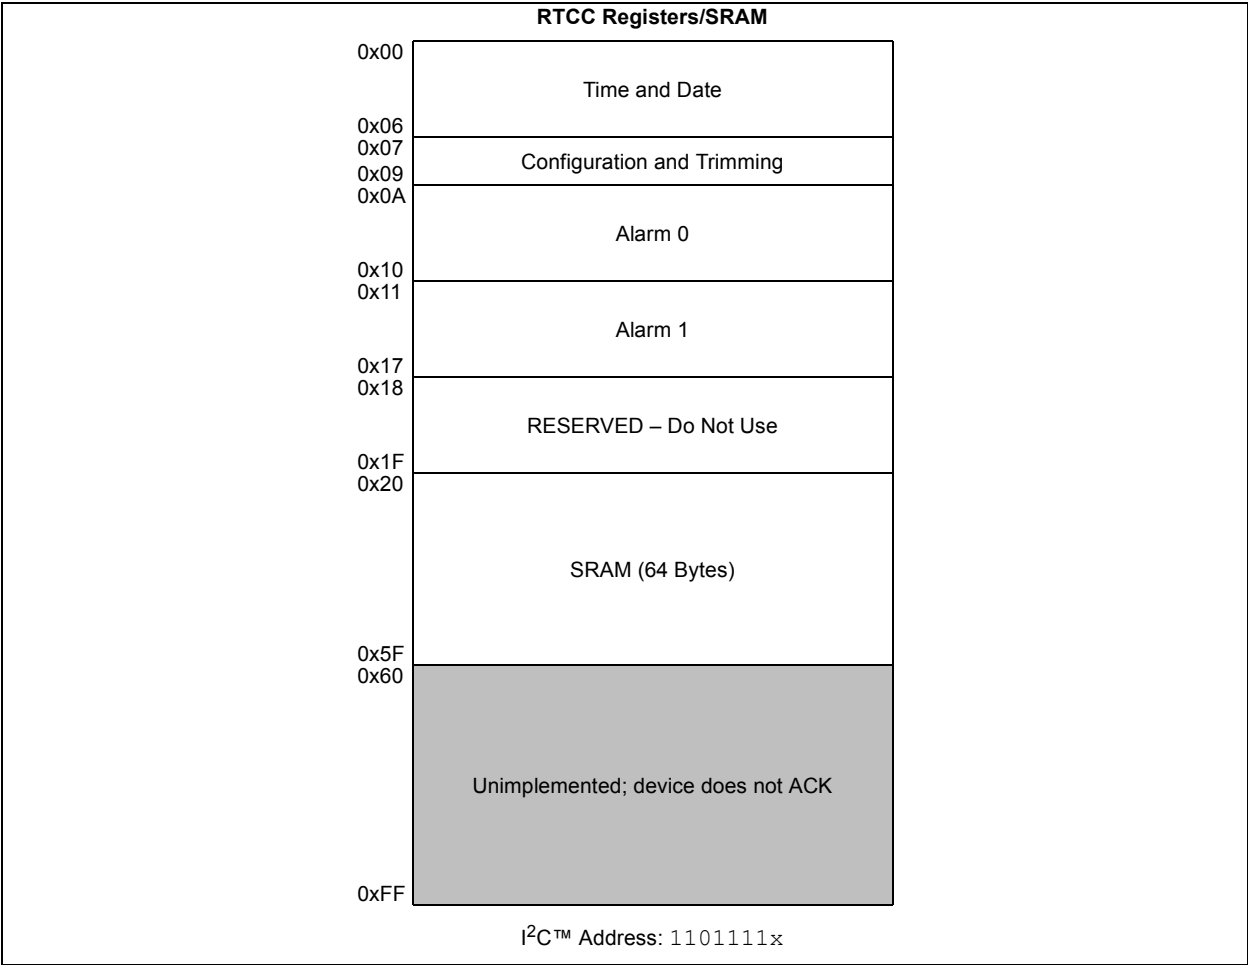 RTCC Registers/SRAM
0x00
Time and Date
0x06
0x07
Configuration and Trimming
0x09
0x0A
Alarm 0
0x10
0x11
Alarm 1
0x17
0x18
RESERVED – Do Not Use
0x1F
0x20
SRAM (64 Bytes)
0x5F
0x60
Unimplemented; device does not ACK
0xFF
I²C™ Address: 1101111x